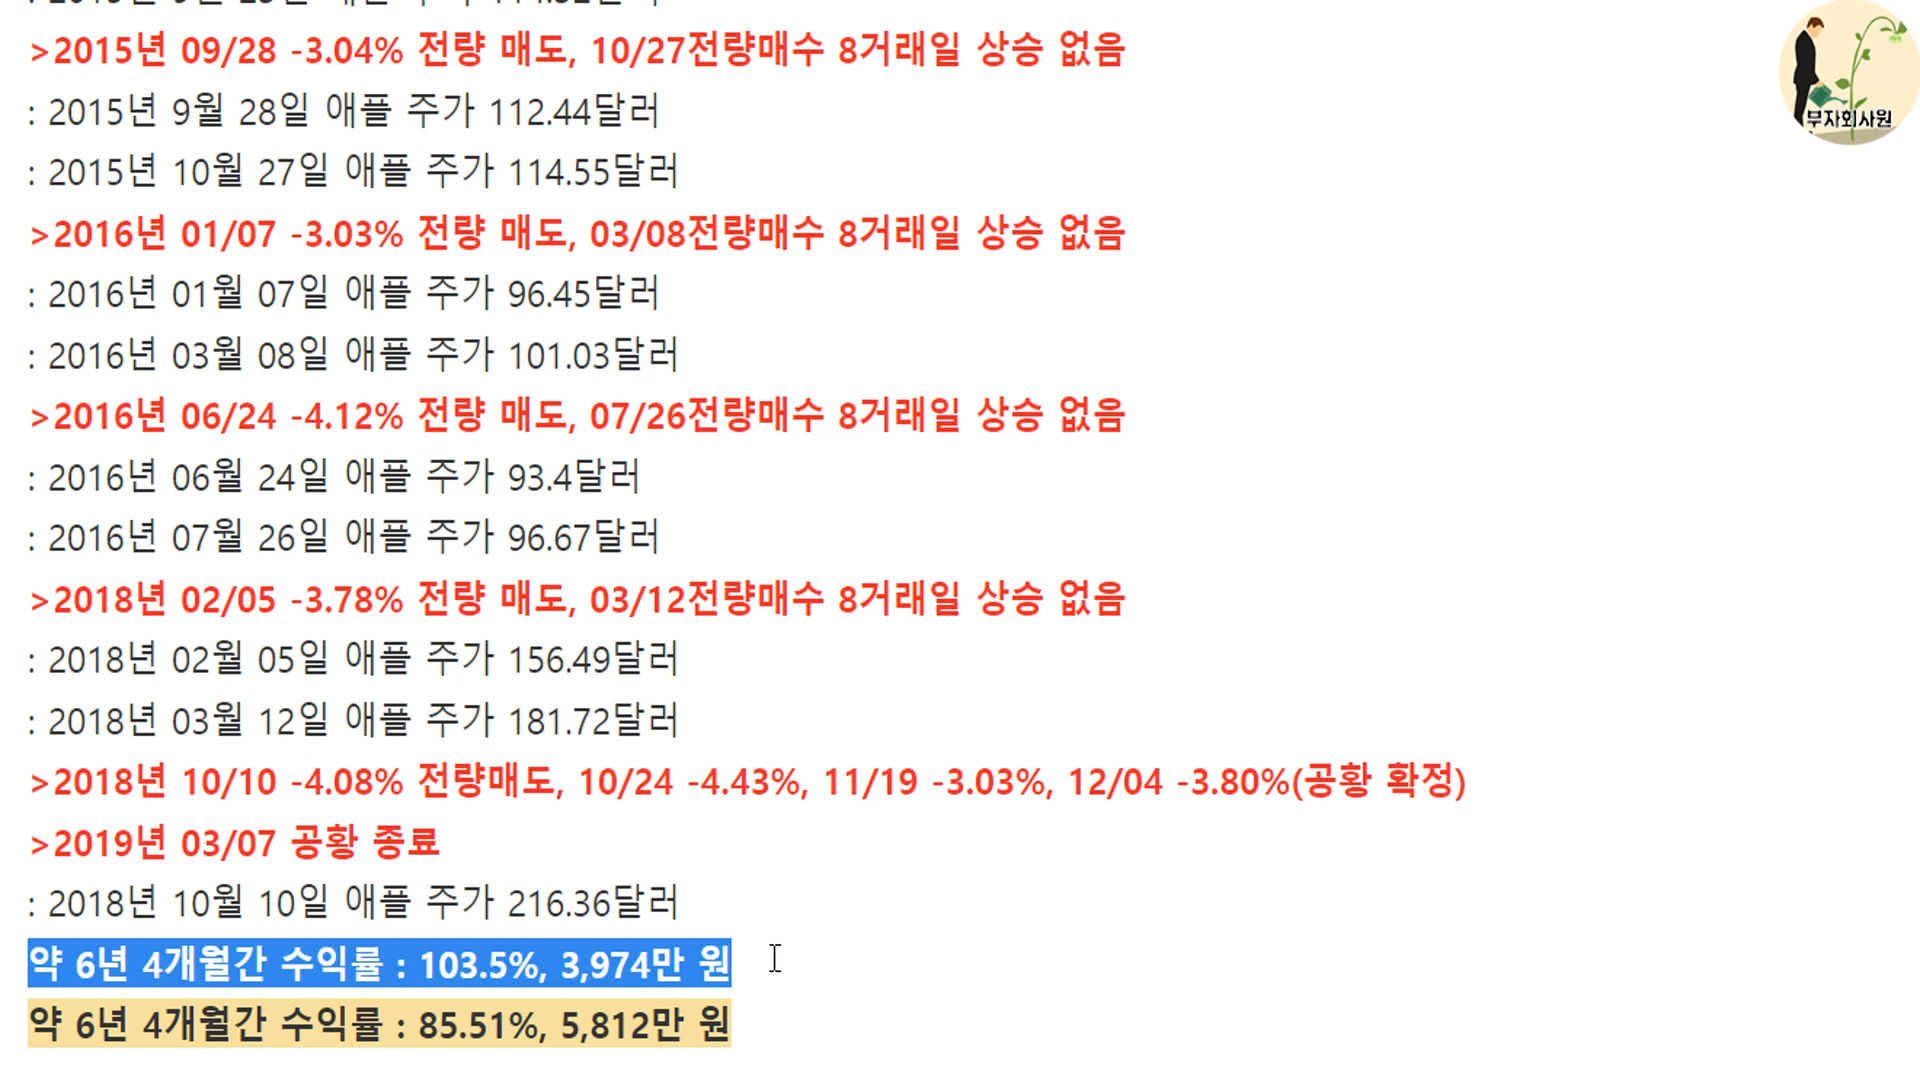 >2015년 09/28 -3.04% 전량 매도, 10/27전량매수 8거래일 상승 없음
: 2015년 9월 28일 애플 주가 112.44달러
: 2015년 10월 27일 애플 주가 114.55달러
>2016년 01/07 -3.03% 전량 매도, 03/08전량매수 8거래일 상승 없음
: 2016년 01월 07일 애플 주가 96.45달러
: 2016년 03월 08일 애플 주가 101.03달러
>2016년 06/24 -4.12% 전량 매도, 07/26전량매수 8거래일 상승 없음
: 2016년 06월 24일 애플 주가 93.4달러
: 2016년 07월 26일 애플 주가 96.67달러
>2018년 02/05 -3.78% 전량 매도, 03/12전량매수 8거래일 상승 없음
: 2018년 02월 05일 애플 주가 156.49달러
: 2018년 03월 12일 애플 주가 181.72달러
>2018년 10/10 -4.08% 전량매도, 10/24 -4.43%, 11/19 -3.03%, 12/04 -3.80%(공황 확정)
>2019년 03/07 공황 종료
: 2018년 10월 10일 애플 주가 216.36달러
약 6년 4개월간 수익률 : 103.5%, 3,974만 원
약 6년 4개월간 수익률 : 85.51%, 5,812만 원
부자회사원